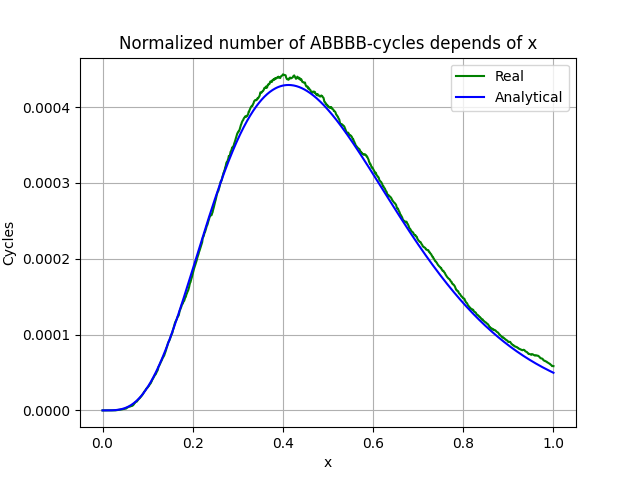 Normalized number of ABBBB-cycles depends of x
Real
Analytical
0.0004
0.0003
0.0002
0.0001
0.0000
Cycles
0.0 0.2 0.4 0.6 0.8 1.0
x